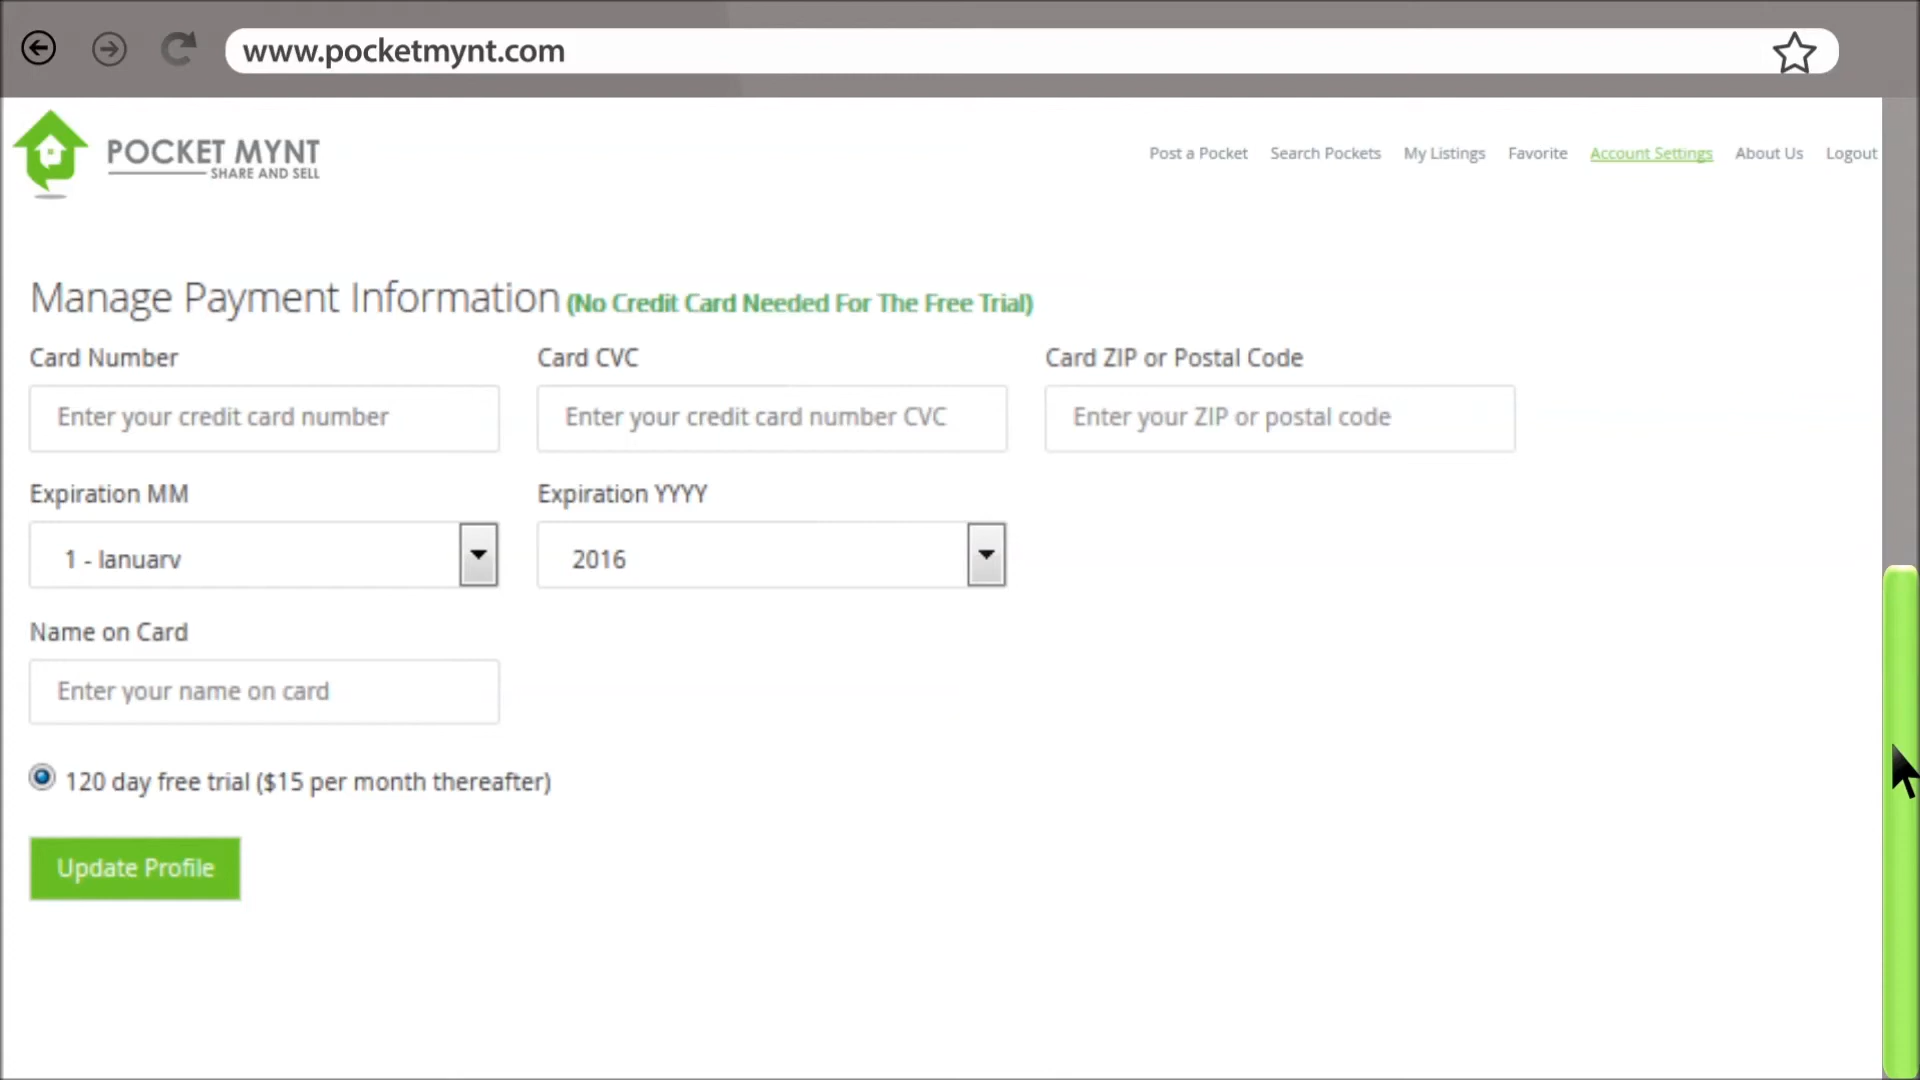 www.pocketmynt.com
POCKET MYNT
SHARE AND SELL
Post a Pocket Search Pockets My Listings Favorite Account Settings About Us Logout
Manage Payment Information (No Credit Card Needed For The Free Trial)
Card Number Card CVC Card ZIP or Postal Code
Enter your credit card number Enter your credit card number CVC Enter your ZIP or postal code
Expiration MM Expiration YYYY
1 - January 2016
Name on Card
Enter your name on card
120 day free trial ($15 per month thereafter)
Update Profile